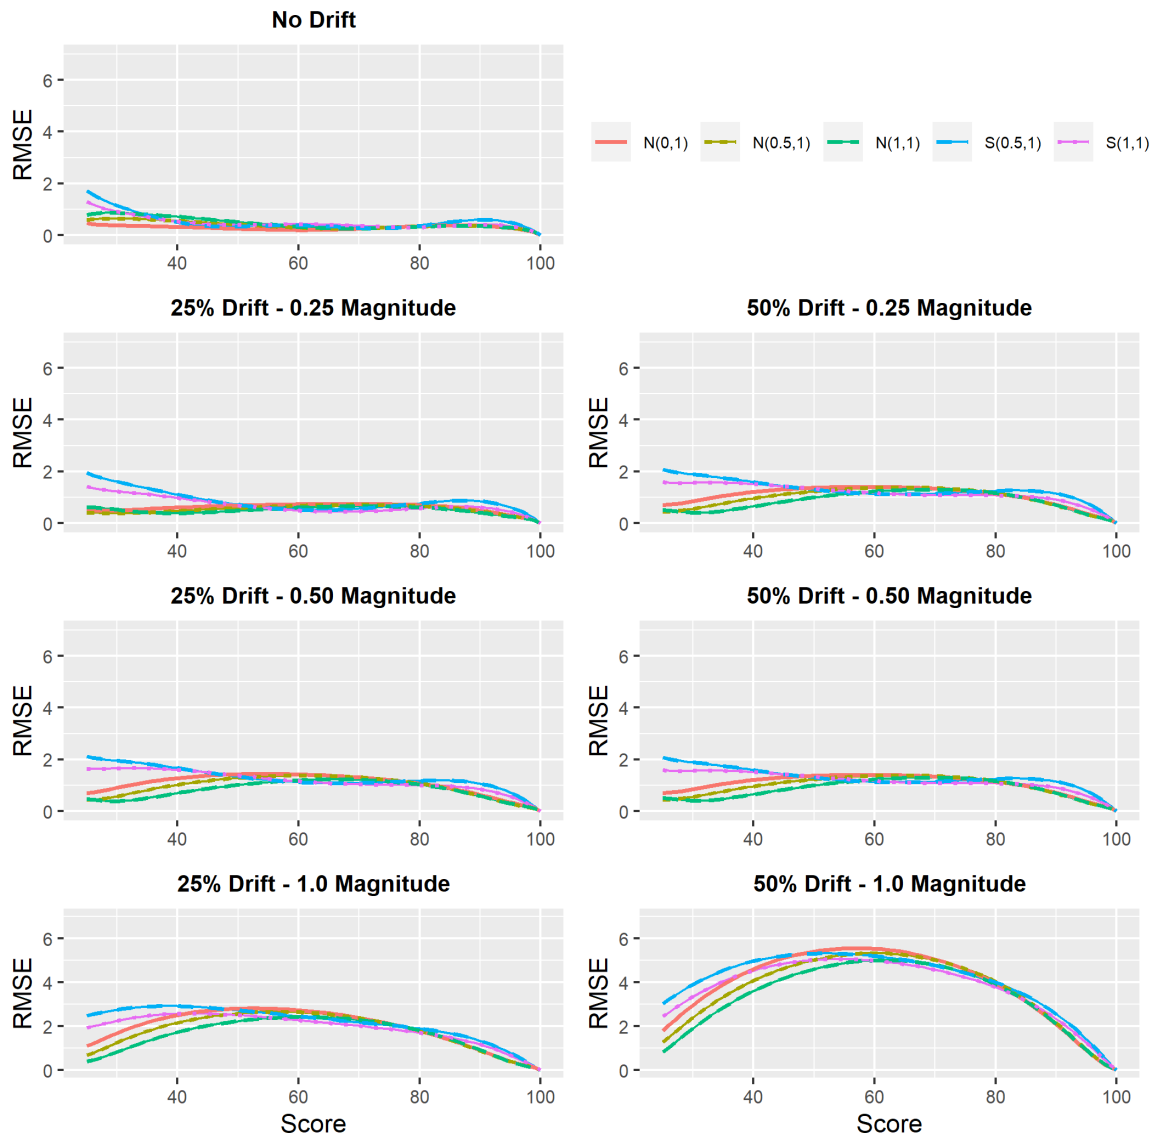 No Drift
RMSE
6
4
2
0
40 60 80 100
N(0,1) N(0.5,1) N(1,1) S(0.5,1) S(1,1)
25% Drift - 0.25 Magnitude
RMSE
6
4
2
0
40 60 80 100
50% Drift - 0.25 Magnitude
RMSE
6
4
2
0
40 60 80 100
25% Drift - 0.50 Magnitude
RMSE
6
4
2
0
40 60 80 100
50% Drift - 0.50 Magnitude
RMSE
6
4
2
0
40 60 80 100
25% Drift - 1.0 Magnitude
RMSE
6
4
2
0
40 60 80 100
Score
50% Drift - 1.0 Magnitude
RMSE
6
4
2
0
40 60 80 100
Score